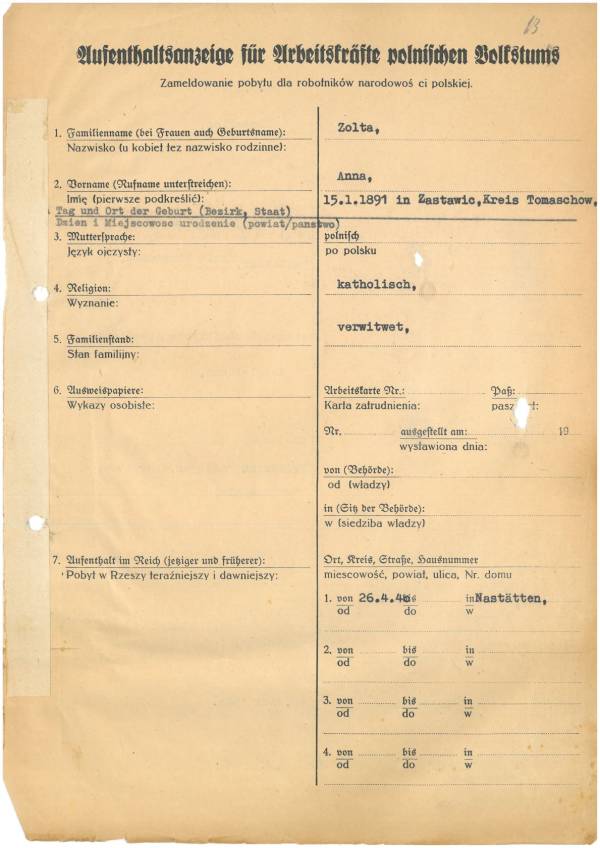 13
Aufenthaltsanzeige für Arbeitskräfte polnischen Volkstums
Zameldowanie pobytu dla robotników narodowoś ci polskiej.
1. Familienname (bei Frauen auch Geburtsname):
Nazwisko (u kobiet też nazwisko rodzinne):
Zolta,
2. Vorname (Rufname unterstreichen):
Imię (pierwsze podkreślić):
Anna,
Tag und Ort der Geburt (Bezirk, Staat)
Dzien i Miejscowosc urodzenie (powiat/panstwo)
15.1.1891 in Zastawic,Kreis Tomaschow,
3. Muttersprache:
Język ojczysty:
polnisch
po polsku
4. Religion:
Wyznanie:
katholisch,
5. Familienstand:
Stan familijny:
verwitwet,
6. Ausweispapiere:
Wykazy osobiste:
Arbeitskarte Nr.: Paß:
Karta zatrudnienia:
Nr. ausgestellt am: 19
wystawiona dnia:
von (Behörde):
od (władzy)
in (Sitz der Behörde):
w (siedziba władzy)
7. Aufenthalt im Reich (jetziger und früherer):
Pobyt w Rzeszy teraźniejszy i dawniejszy:
Ort, Kreis, Straße, Hausnummer
miescowość, powiat, ulica, Nr. domu
1. von 26.4.40 bis in Nastätten,
od do w
2. von bis in
od do w
3. von bis in
od do w
4. von bis in
od do w